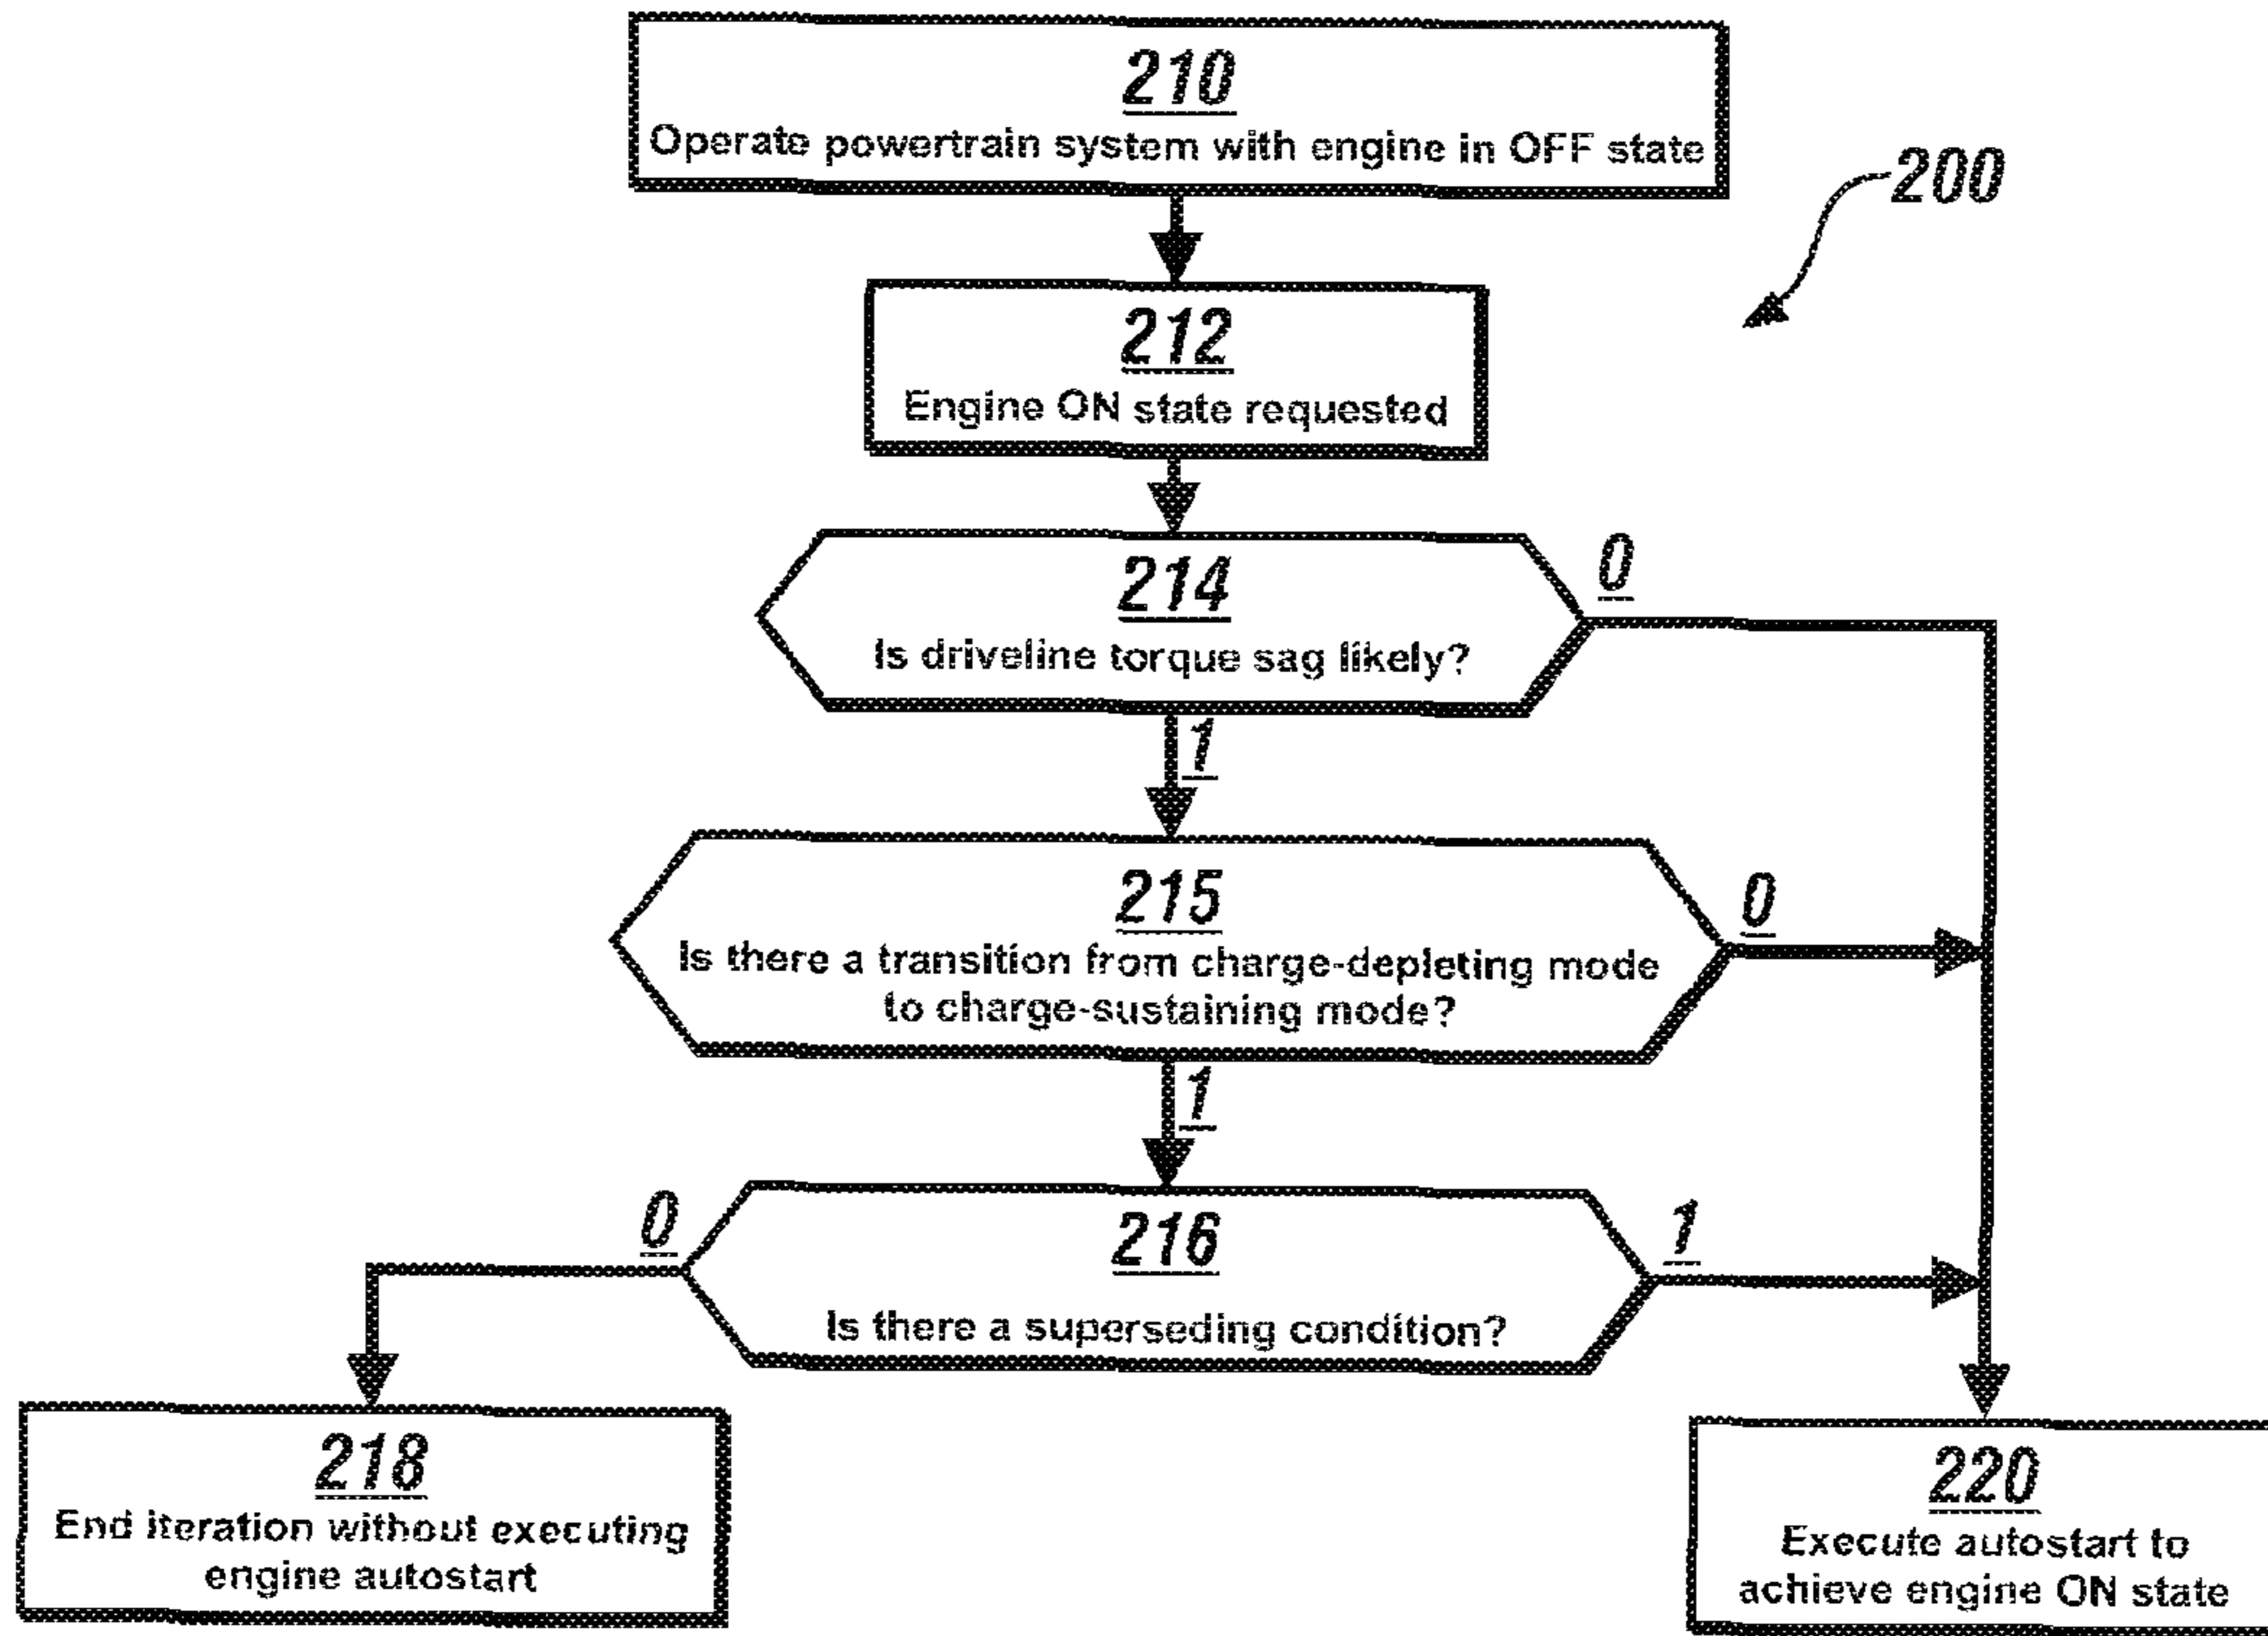 210
Operate powertrain system with engine in OFF state
200
212
Engine ON state requested
214
0
Is driveline torque sag likely?
1
215
0
Is there a transition from charge-depleting mode
to charge-sustaining mode?
1
0
216
1
Is there a superseding condition?
218
End iteration without executing
engine autostart
220
Execute autostart to
achieve engine ON state